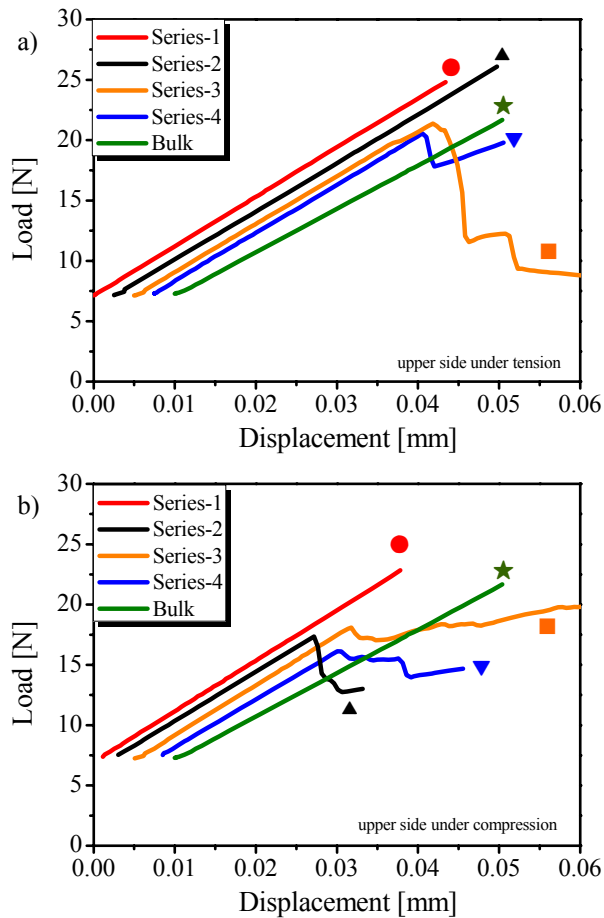 a)
30
25
20
15
10
5
0
Load [N]
Series-1
Series-2
Series-3
Series-4
Bulk
upper side under tension
0.00 0.01 0.02 0.03 0.04 0.05 0.06
Displacement [mm]
b)
30
25
20
15
10
5
0
Load [N]
Series-1
Series-2
Series-3
Series-4
Bulk
upper side under compression
0.00 0.01 0.02 0.03 0.04 0.05 0.06
Displacement [mm]